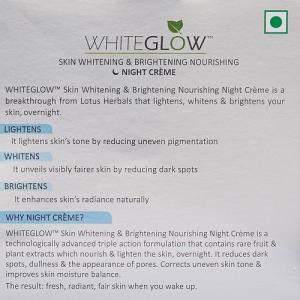 WHITEGLOW™
SKIN WHITENING & BRIGHTENING NOURISHING
NIGHT CRÈME
WHITEGLOW™ Skin Whitening & Brightening Nourishing Night Crème is a
breakthrough from Lotus Herbals that lightens, whitens & brightens your
skin, overnight.
LIGHTENS
It lightens skin's tone by reducing uneven pigmentation
WHITENS
It unveils visibly fairer skin by reducing dark spots
BRIGHTENS
It enhances skin's radiance naturally
WHY NIGHT CRÈME?
WHITEGLOW™ Skin Whitening & Brightening Nourishing Night Crème is a
technologically advanced triple action formulation that contains rare fruit &
plant extracts which nourish & lighten the skin, overnight. It reduces dark
spots, dullness & the appearance of pores. Corrects uneven skin tone &
improves skin moisture balance.
The result: fresh, radiant, fair skin when you wake up.